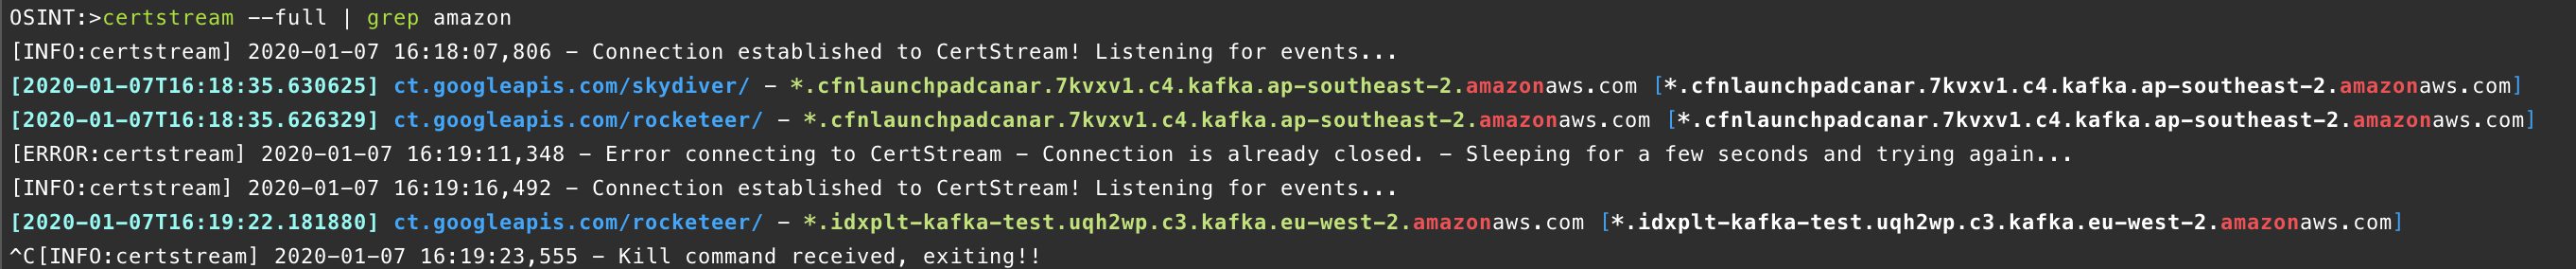 OSINT:>certstream --full | grep amazon
[INFO:certstream] 2020-01-07 16:18:07,806 - Connection established to CertStream! Listening for events...
[2020-01-07T16:18:35.630625] ct.googleapis.com/skydiver/ - *.cfnlaunchpadcanar.7kvxv1.c4.kafka.ap-southeast-2.amazonaws.com [*.cfnlaunchpadcanar.7kvxv1.c4.kafka.ap-southeast-2.amazonaws.com]
[2020-01-07T16:18:35.626329] ct.googleapis.com/rocketeer/ - *.cfnlaunchpadcanar.7kvxv1.c4.kafka.ap-southeast-2.amazonaws.com [*.cfnlaunchpadcanar.7kvxv1.c4.kafka.ap-southeast-2.amazonaws.com]
[ERROR:certstream] 2020-01-07 16:19:11,348 - Error connecting to CertStream - Connection is already closed. - Sleeping for a few seconds and trying again...
[INFO:certstream] 2020-01-07 16:19:16,492 - Connection established to CertStream! Listening for events...
[2020-01-07T16:19:22.181880] ct.googleapis.com/rocketeer/ - *.idxplt-kafka-test.uqh2wp.c3.kafka.eu-west-2.amazonaws.com [*.idxplt-kafka-test.uqh2wp.c3.kafka.eu-west-2.amazonaws.com]
^C[INFO:certstream] 2020-01-07 16:19:23,555 - Kill command received, exiting!!